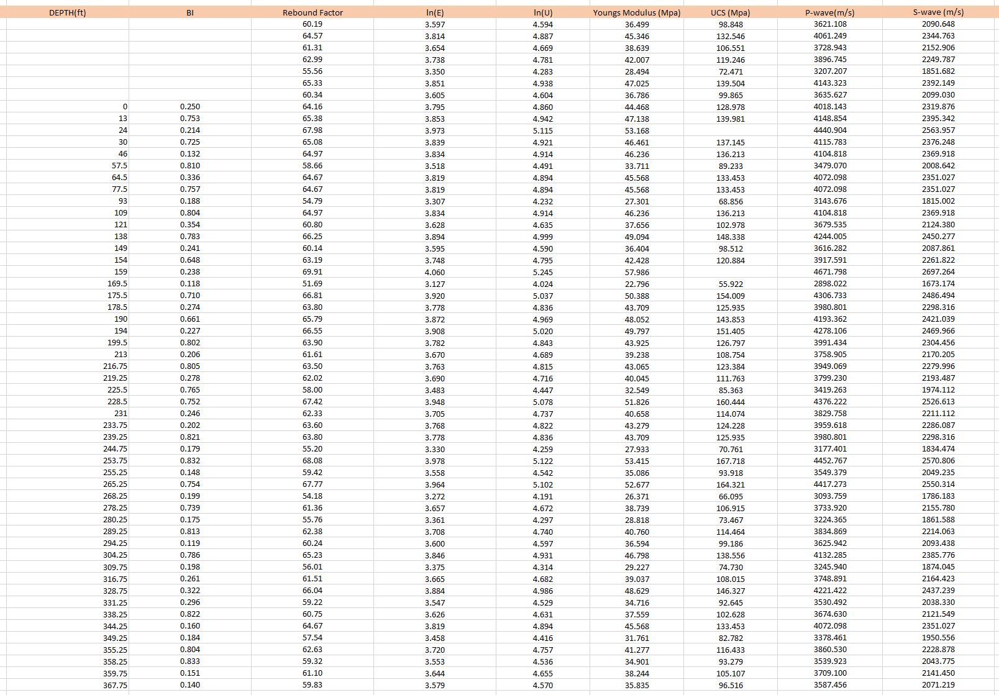 DEPTH(ft) BI Rebound Factor ln(E) ln(U) Youngs Modulus (Mpa) UCS (Mpa) P-wave(m/s) S-wave (m/s)
60.19 3.597 4.594 36.499 98.848 3621.108 2090.648
64.57 3.814 4.887 45.346 132.546 4061.249 2344.763
61.31 3.654 4.669 38.639 106.551 3728.943 2152.906
62.99 3.738 4.781 42.007 119.246 3896.745 2249.787
55.56 3.350 4.283 28.494 72.471 3207.207 1851.682
65.33 3.851 4.938 47.025 139.504 4143.323 2392.149
60.34 3.605 4.604 36.786 99.865 3635.627 2099.030
0 0.250 64.16 3.795 4.860 44.468 128.978 4018.143 2319.876
13 0.753 65.38 3.853 4.942 47.138 139.981 4148.854 2395.342
24 0.214 67.98 3.973 5.115 53.168 4440.904 2563.957
30 0.725 65.08 3.839 4.921 46.461 137.145 4115.783 2376.248
46 0.132 64.97 3.834 4.914 46.236 136.213 4104.818 2369.918
57.5 0.810 58.66 3.518 4.491 33.711 89.233 3479.070 2008.642
64.5 0.336 64.67 3.819 4.894 45.568 133.453 4072.098 2351.027
77.5 0.757 64.67 3.819 4.894 45.568 133.453 4072.098 2351.027
93 0.188 54.79 3.307 4.232 27.301 68.856 3143.676 1815.002
109 0.804 64.97 3.834 4.914 46.236 136.213 4104.818 2369.918
121 0.354 60.80 3.628 4.635 37.656 102.978 3679.535 2124.380
138 0.783 66.25 3.894 4.999 49.094 148.338 4244.005 2450.277
149 0.241 60.14 3.595 4.590 36.404 98.512 3616.282 2087.861
154 0.648 63.19 3.748 4.795 42.428 120.884 3917.591 2261.822
159 0.238 69.91 4.060 5.245 57.986 4671.798 2697.264
169.5 0.118 51.69 3.127 4.024 22.796 55.922 2898.022 1673.174
175.5 0.710 66.81 3.920 5.037 50.388 154.009 4306.733 2486.494
178.5 0.274 63.80 3.778 4.836 43.709 125.935 3980.801 2298.316
190 0.661 65.79 3.872 4.969 48.052 143.853 4193.362 2421.039
194 0.227 66.55 3.908 5.020 49.797 151.405 4278.106 2469.966
199.5 0.802 63.90 3.782 4.843 43.925 126.797 3991.434 2304.456
213 0.206 61.61 3.670 4.689 39.238 108.754 3758.905 2170.205
216.75 0.805 63.50 3.763 4.815 43.065 123.384 3949.069 2279.996
219.25 0.278 62.02 3.690 4.716 40.045 111.763 3799.230 2193.487
225.5 0.765 58.00 3.483 4.447 32.549 85.363 3419.263 1974.112
228.5 0.752 67.42 3.948 5.078 51.826 160.444 4376.222 2526.613
231 0.246 62.33 3.705 4.737 40.658 114.074 3829.758 2211.112
233.75 0.202 63.60 3.768 4.822 43.279 124.228 3959.618 2286.087
239.25 0.821 63.80 3.778 4.836 43.709 125.935 3980.801 2298.316
244.75 0.179 55.20 3.330 4.259 27.933 70.761 3177.401 1834.474
253.75 0.832 68.08 3.978 5.122 53.415 167.718 4452.767 2570.806
255.25 0.148 59.42 3.558 4.542 35.086 93.918 3549.379 2049.235
265.25 0.754 67.77 3.964 5.102 52.677 164.321 4417.273 2550.314
268.25 0.199 54.18 3.272 4.191 26.371 66.095 3093.759 1786.183
278.25 0.739 61.36 3.657 4.672 38.739 106.915 3733.920 2155.780
280.25 0.175 55.76 3.361 4.297 28.818 73.467 3224.365 1861.588
289.25 0.813 62.38 3.708 4.740 40.760 114.464 3834.869 2214.063
294.25 0.119 60.24 3.600 4.597 36.594 99.186 3625.942 2093.438
304.25 0.786 65.23 3.846 4.931 46.798 138.556 4132.285 2385.776
309.75 0.198 56.01 3.375 4.314 29.227 74.730 3245.940 1874.045
316.75 0.261 61.51 3.665 4.682 39.037 108.015 3748.891 2164.423
328.75 0.322 66.04 3.884 4.986 48.629 146.327 4221.422 2437.239
331.25 0.296 59.22 3.547 4.529 34.716 92.645 3530.492 2038.330
338.25 0.822 60.75 3.626 4.631 37.559 102.628 3674.630 2121.549
344.25 0.160 64.67 3.819 4.894 45.568 133.453 4072.098 2351.027
349.25 0.184 57.54 3.458 4.416 31.761 82.782 3378.461 1950.556
355.25 0.804 62.63 3.720 4.757 41.277 116.433 3860.530 2228.878
358.25 0.833 59.32 3.553 4.536 34.901 93.279 3539.923 2043.775
359.75 0.151 61.10 3.644 4.655 38.244 105.107 3709.100 2141.450
367.75 0.140 59.83 3.579 4.570 35.835 96.516 3587.456 2071.219